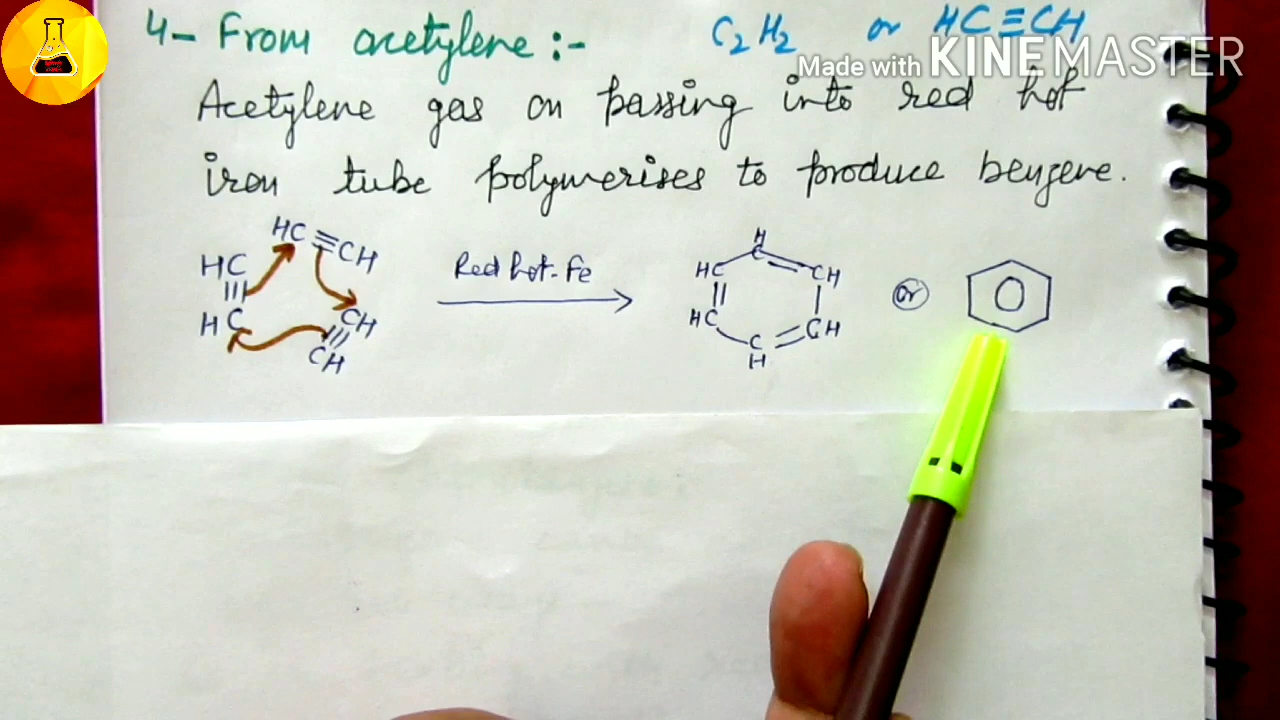 4- From acetylene :- C₂H₂ or HC≡CH
Made with KINEMASTER
Acetylene gas on passing into red hot
iron tube polymerises to produce benzene.
HC≡CH
HC
|||
HC
CH
//
CH
Red hot-Fe
H
C
HC
CH
HC
CH
C
H
or